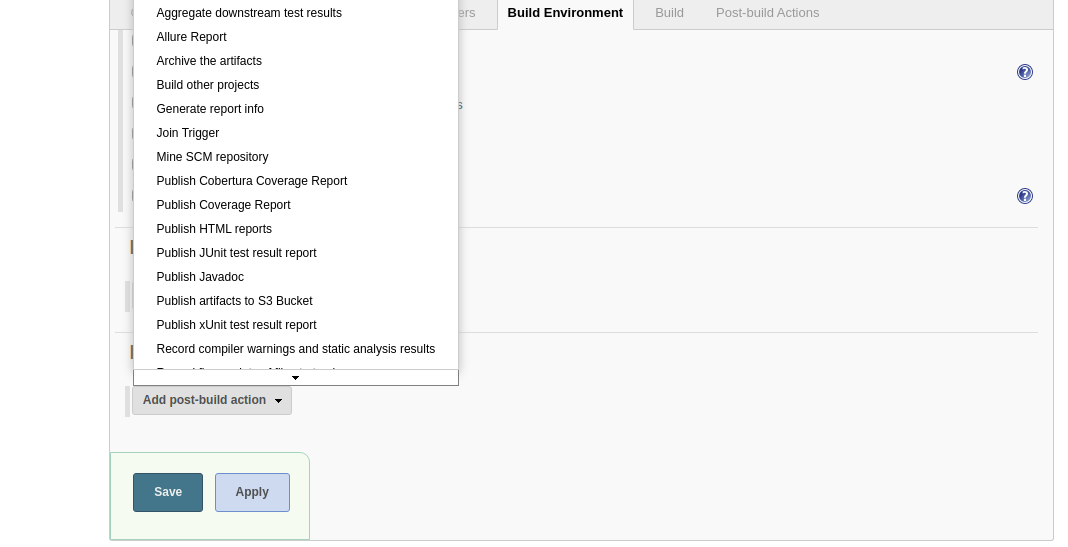 Aggregate downstream test results
ers
Build Environment
Build
Post-build Actions
Allure Report
Archive the artifacts
Build other projects
Generate report info
s
Join Trigger
Mine SCM repository
Publish Cobertura Coverage Report
Publish Coverage Report
Publish HTML reports
Publish JUnit test result report
Publish Javadoc
Publish artifacts to S3 Bucket
Publish xUnit test result report
Record compiler warnings and static analysis results
Add post-build action
Save
Apply